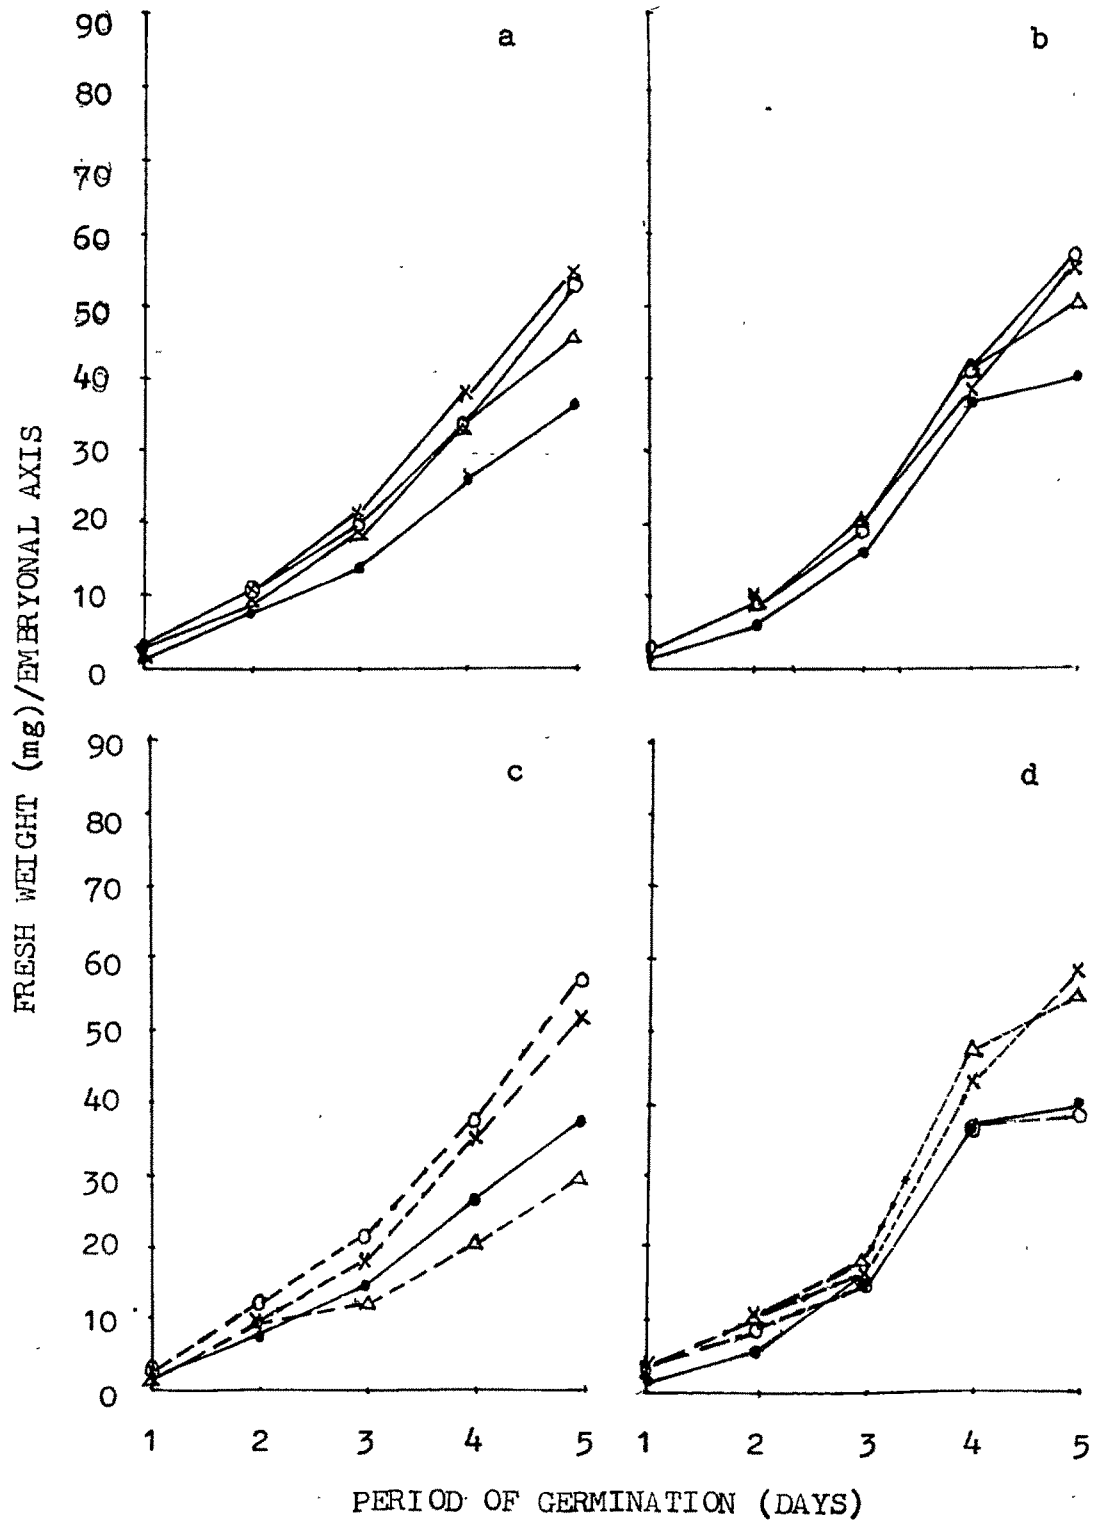 a
b
90
80
70
60
50
40
30
20
10
0
c
d
90
80
70
60
50
40
30
20
10
0
FRESH WEIGHT (mg)/EMBRYONAL AXIS
1 2 3 4 5 1 2 3 4 5
PERIOD OF GERMINATION (DAYS)